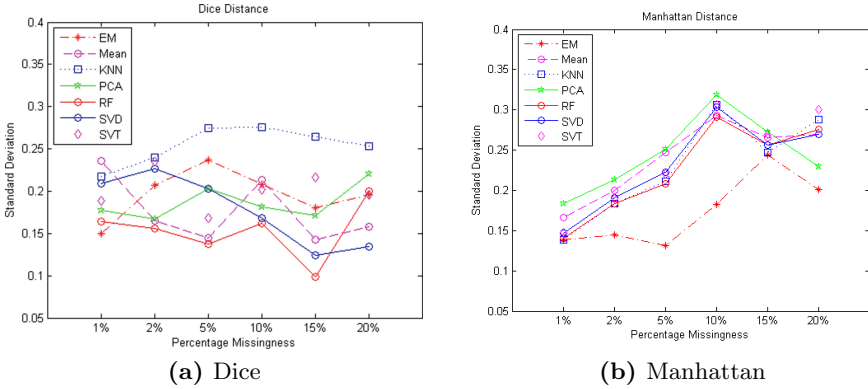 Dice Distance
0.4
0.35
0.3
0.25
0.2
0.15
0.1
0.05
Standard Deviation
EM
Mean
KNN
PCA
RF
SVD
SVT
1% 2% 5% 10% 15% 20%
Percentage Missingness
(a) Dice
Manhattan Distance
0.4
0.35
0.3
0.25
0.2
0.15
0.1
0.05
Standard Deviation
EM
Mean
KNN
PCA
RF
SVD
SVT
1% 2% 5% 10% 15% 20%
Percentage Missingness
(b) Manhattan